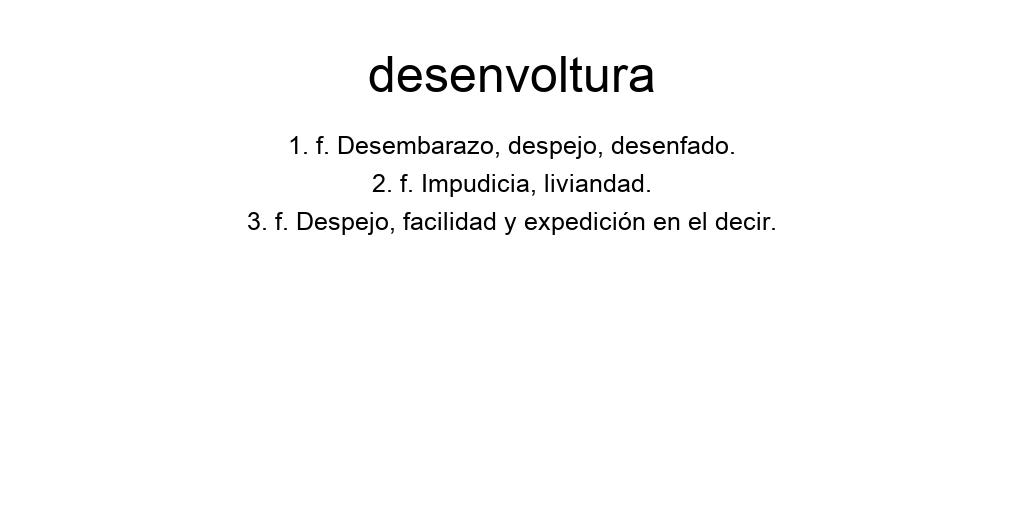 desenvoltura
1. f. Desembarazo, despejo, desenfado.
2. f. Impudicia, liviandad.
3. f. Despejo, facilidad y expedición en el decir.